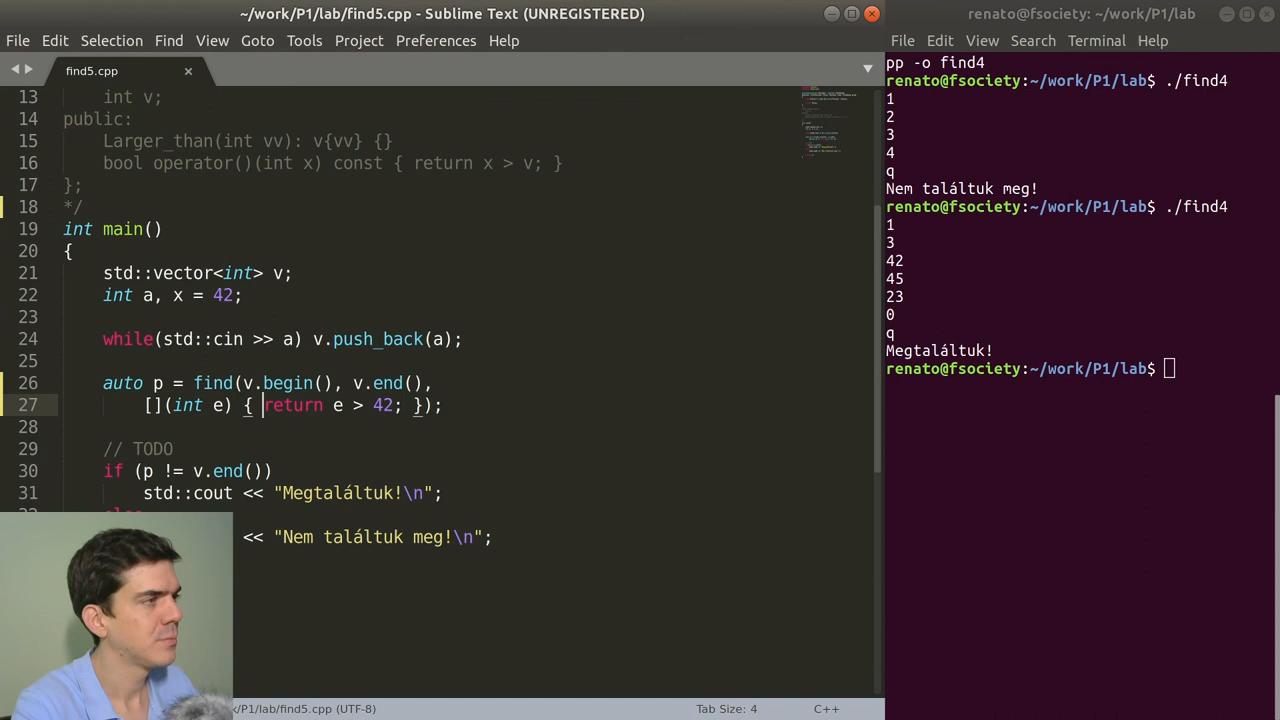 ~/work/P1/lab/find5.cpp - Sublime Text (UNREGISTERED)
File Edit Selection Find View Goto Tools Project Preferences Help
find5.cpp ×
13 int v;
14 public:
15 Larger_than(int vv): v{vv} {}
16 bool operator()(int x) const { return x > v; }
17 };
18 */
19 int main()
20 {
21 std::vector<int> v;
22 int a, x = 42;
23
24 while(std::cin >> a) v.push_back(a);
25
26 auto p = find(v.begin(), v.end(),
27 [](int e) { return e > 42; });
28
29 // TODO
30 if (p != v.end())
31 std::cout << "Megtaláltuk!\n";
<< "Nem találtuk meg!\n";
k/P1/lab/find5.cpp (UTF-8) Tab Size: 4 C++
renato@fsociety: ~/work/P1/lab
File Edit View Search Terminal Help
pp -o find4
renato@fsociety:~/work/P1/lab$ ./find4
1
2
3
4
q
Nem találtuk meg!
renato@fsociety:~/work/P1/lab$ ./find4
1
3
42
45
23
0
q
Megtaláltuk!
renato@fsociety:~/work/P1/lab$